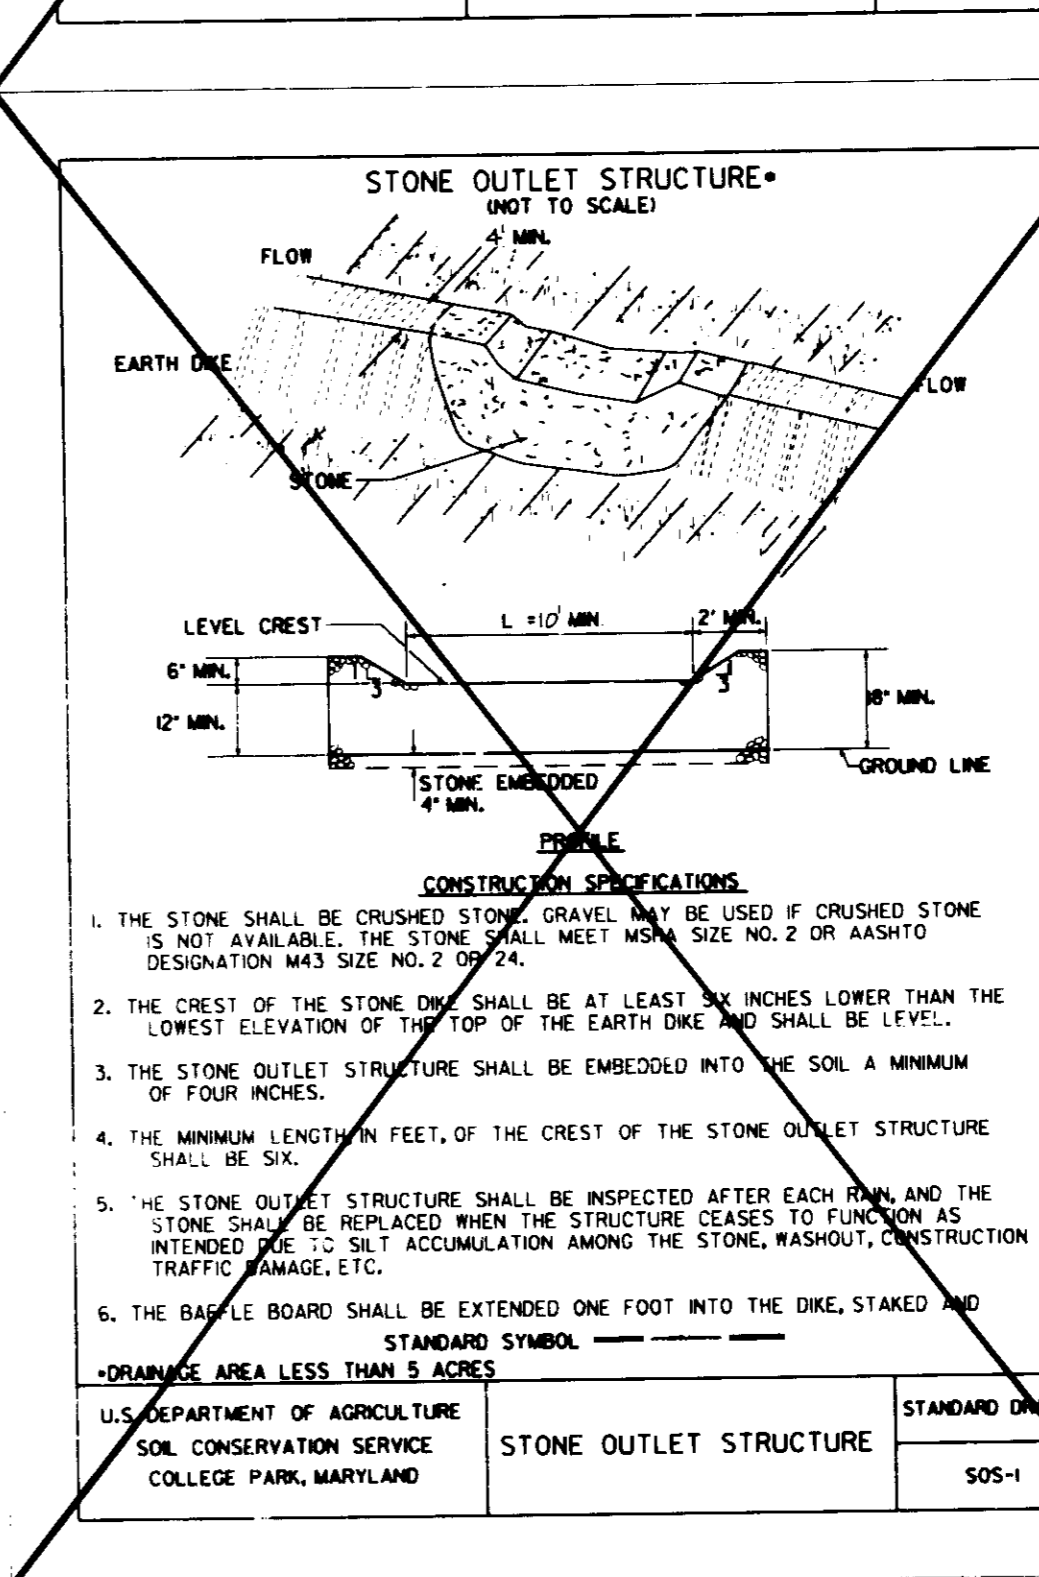 STONE OUTLET STRUCTURE•
(NOT TO SCALE)
4' MIN.
FLOW
EARTH DIKE
FLOW
STONE
L =10' MIN.
2' MIN.
LEVEL CREST
6" MIN.
1
3
1
3
12" MIN.
18" MIN.
GROUND LINE
STONE EMBEDDED
4" MIN.
PROFILE
CONSTRUCTION SPECIFICATIONS
1. THE STONE SHALL BE CRUSHED STONE. GRAVEL MAY BE USED IF CRUSHED STONE
IS NOT AVAILABLE. THE STONE SHALL MEET MSHA SIZE NO. 2 OR AASHTO
DESIGNATION M43 SIZE NO. 2 OR 24.
2. THE CREST OF THE STONE DIKE SHALL BE AT LEAST SIX INCHES LOWER THAN THE
LOWEST ELEVATION OF THE TOP OF THE EARTH DIKE AND SHALL BE LEVEL.
3. THE STONE OUTLET STRUCTURE SHALL BE EMBEDDED INTO THE SOIL A MINIMUM
OF FOUR INCHES.
4. THE MINIMUM LENGTH, IN FEET, OF THE CREST OF THE STONE OUTLET STRUCTURE
SHALL BE SIX.
5. THE STONE OUTLET STRUCTURE SHALL BE INSPECTED AFTER EACH RAIN, AND THE
STONE SHALL BE REPLACED WHEN THE STRUCTURE CEASES TO FUNCTION AS
INTENDED DUE TO SILT ACCUMULATION AMONG THE STONE, WASHOUT, CONSTRUCTION
TRAFFIC DAMAGE, ETC.
6. THE BAFFLE BOARD SHALL BE EXTENDED ONE FOOT INTO THE DIKE, STAKED AND
STANDARD SYMBOL
•DRAINAGE AREA LESS THAN 5 ACRES
U.S. DEPARTMENT OF AGRICULTURE
SOIL CONSERVATION SERVICE
COLLEGE PARK, MARYLAND
STONE OUTLET STRUCTURE
STANDARD DR
SOS-1